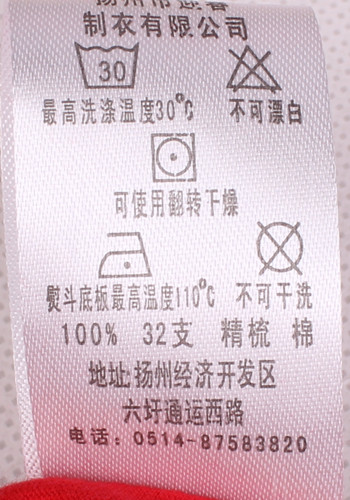 扬州市
制衣有限公司
30
最高洗涤温度30℃ 不可漂白
可使用翻转干燥
熨斗底板最高温度110℃ 不可干洗
100% 32支 精梳 棉
地址:扬州经济开发区
六圩通运西路
电话：0514-87583820